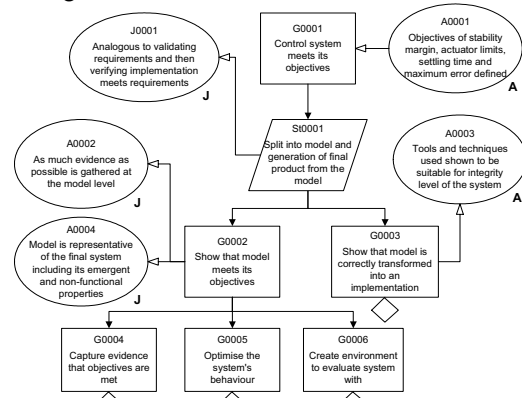 J0001
Analogous to validating
requirements and then
verifying implementation
meets requirements
J
G0001
Control system
meets its
objectives
A0001
Objectives of stability
margin, actuator limits,
settling time and
maximum error defined
A
A0002
As much evidence as
possible is gathered at
the model level
J
St0001
Split into model and
generation of final
product from the
model
A0003
Tools and techniques
used shown to be
suitable for integrity
level of the system
A
A0004
Model is representative
of the final system
including its emergent
and non-functional
properties
J
G0002
Show that model
meets its
objectives
G0003
Show that model is
correctly transformed
into an
implementation
G0004
Capture evidence
that objectives are
met
G0005
Optimise the
system's
behaviour
G0006
Create environment
to evaluate system
with